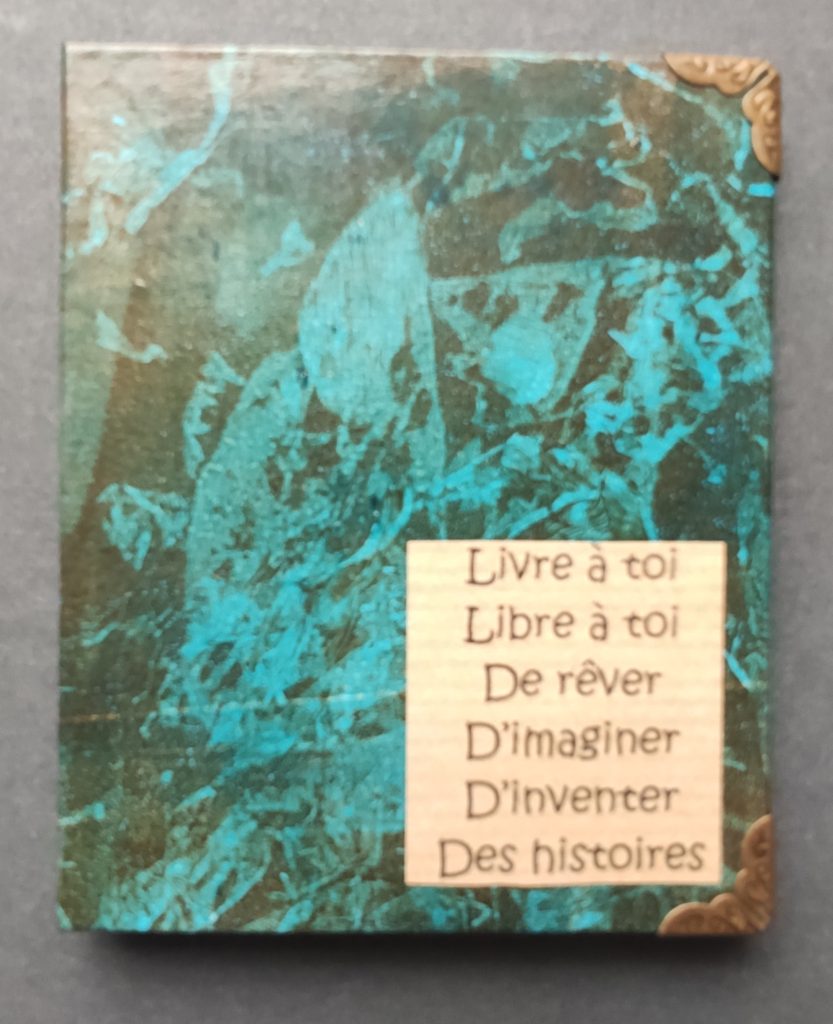 Livre à toi
Libre à toi
De rêver
D'imaginer
D'inventer
Des histoires